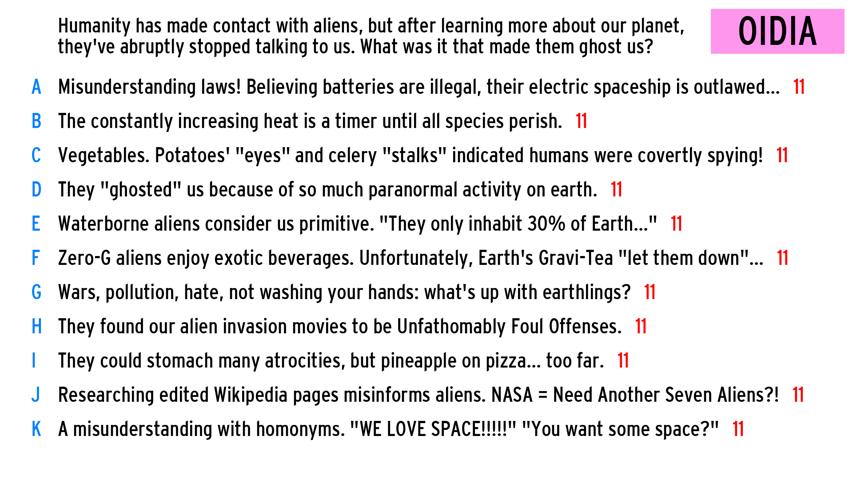 Humanity has made contact with aliens, but after learning more about our planet,
they've abruptly stopped talking to us. What was it that made them ghost us?
OIDIA
A Misunderstanding laws! Believing batteries are illegal, their electric spaceship is outlawed... 11
B The constantly increasing heat is a timer until all species perish. 11
C Vegetables. Potatoes' "eyes" and celery "stalks" indicated humans were covertly spying! 11
D They "ghosted" us because of so much paranormal activity on earth. 11
E Waterborne aliens consider us primitive. "They only inhabit 30% of Earth..." 11
F Zero-G aliens enjoy exotic beverages. Unfortunately, Earth's Gravi-Tea "let them down"... 11
G Wars, pollution, hate, not washing your hands: what's up with earthlings? 11
H They found our alien invasion movies to be Unfathomably Foul Offenses. 11
I They could stomach many atrocities, but pineapple on pizza... too far. 11
J Researching edited Wikipedia pages misinforms aliens. NASA = Need Another Seven Aliens?! 11
K A misunderstanding with homonyms. "WE LOVE SPACE!!!!!" "You want some space?" 11